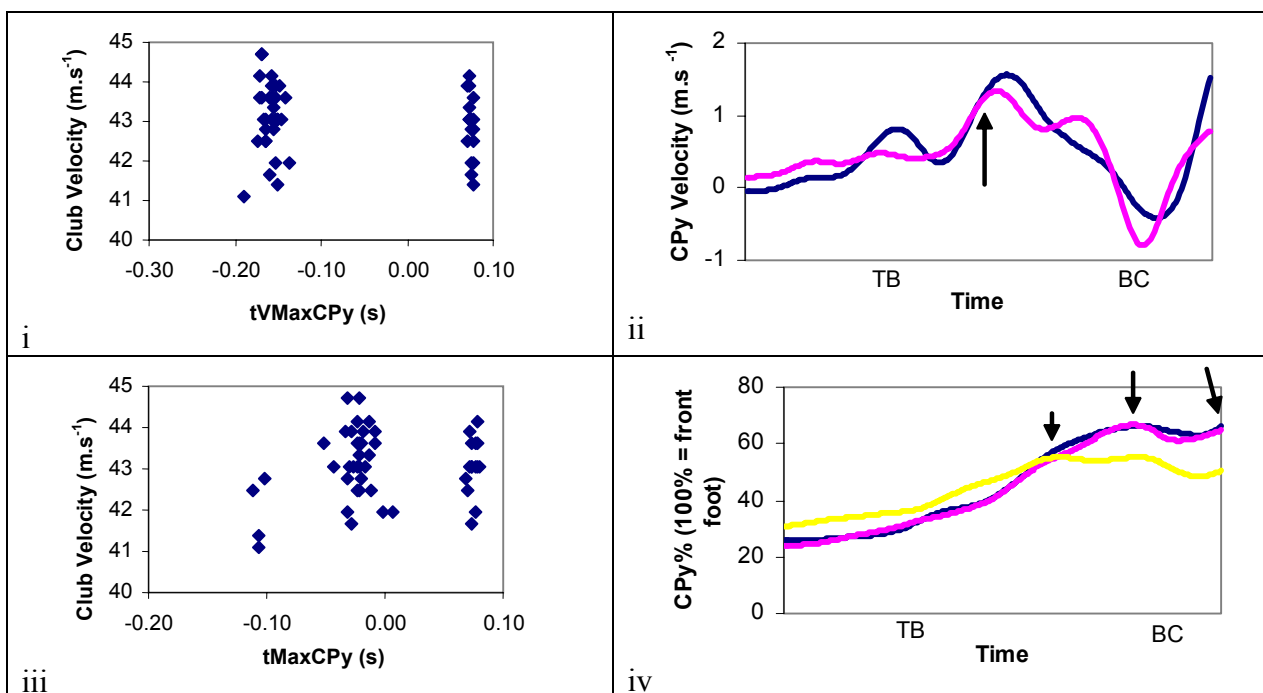 45
44
43
42
41
40
Club Velocity (m.s⁻¹)
-0.30 -0.20 -0.10 0.00 0.10
tVMaxCPy (s)
i
2
1
0
-1
CPy Velocity (m.s⁻¹)
TB BC
Time
ii
45
44
43
42
41
40
Club Velocity (m.s⁻¹)
-0.20 -0.10 0.00 0.10
tMaxCPy (s)
iii
80
60
40
20
0
CPy% (100% = front
foot)
TB BC
Time
iv